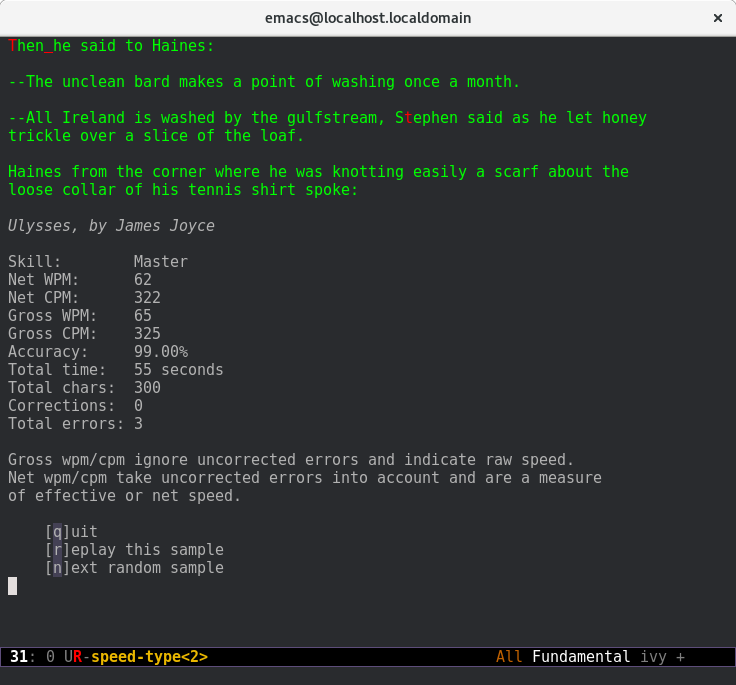 emacs@localhost.localdomain ×
Then_he said to Haines:
--The unclean bard makes a point of washing once a month.
--All Ireland is washed by the gulfstream, Stephen said as he let honey
trickle over a slice of the loaf.
Haines from the corner where he was knotting easily a scarf about the
loose collar of his tennis shirt spoke:
Ulysses, by James Joyce
Skill: Master
Net WPM: 62
Net CPM: 322
Gross WPM: 65
Gross CPM: 325
Accuracy: 99.00%
Total time: 55 seconds
Total chars: 300
Corrections: 0
Total errors: 3
Gross wpm/cpm ignore uncorrected errors and indicate raw speed.
Net wpm/cpm take uncorrected errors into account and are a measure
of effective or net speed.
[q]uit
[r]eplay this sample
[n]ext random sample
31: 0 UR-speed-type<2> All Fundamental ivy +